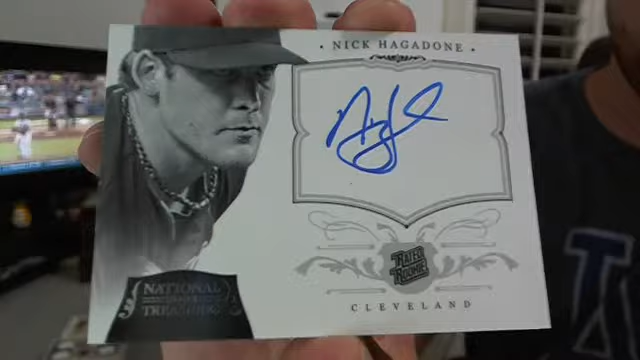 • NICK HAGADONE •
RATED
ROOKIE
CLEVELAND
NATIONAL
TREASURES